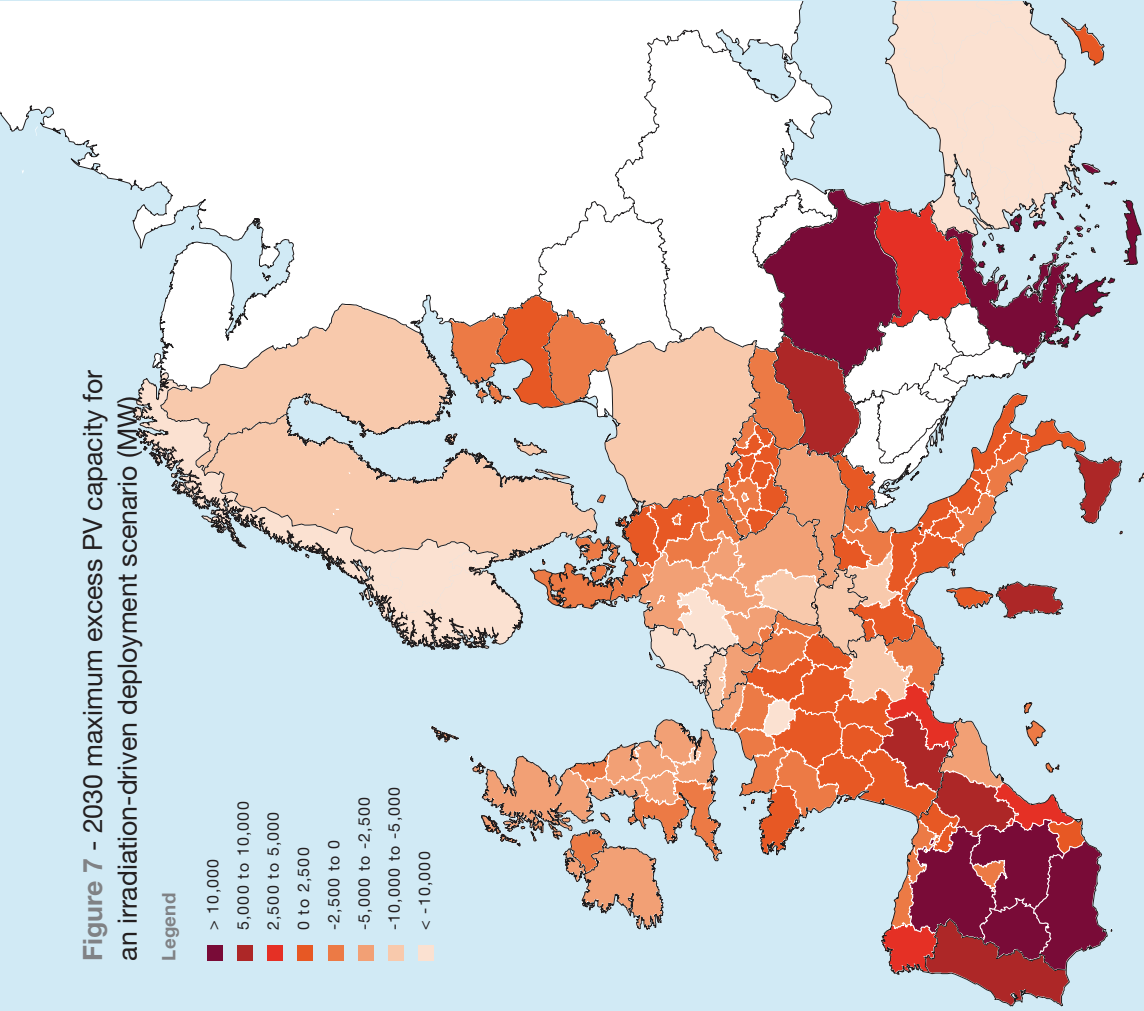 Figure 7 - 2030 maximum excess PV capacity for
an irradiation-driven deployment scenario (MW)
Legend
> 10,000
5,000 to 10,000
2,500 to 5,000
0 to 2,500
-2,500 to 0
-5,000 to -2,500
-10,000 to -5,000
< -10,000